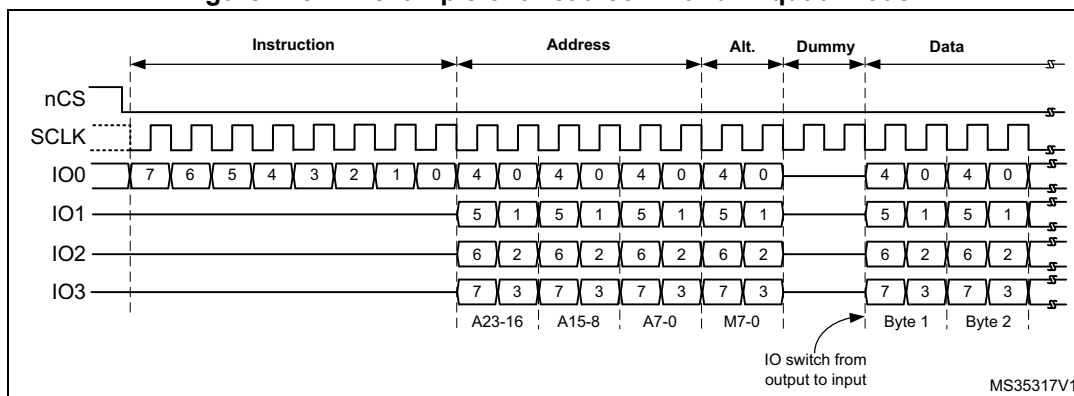 Instruction Address Alt. Dummy Data
nCS
SCLK
IO0 7 6 5 4 3 2 1 0 4 0 4 0 4 0 4 0 4 0 4 0
IO1 5 1 5 1 5 1 5 1 5 1 5 1
IO2 6 2 6 2 6 2 6 2 6 2 6 2
IO3 7 3 7 3 7 3 7 3 7 3 7 3
A23-16 A15-8 A7-0 M7-0 Byte 1 Byte 2
IO switch from
output to input
MS35317V1